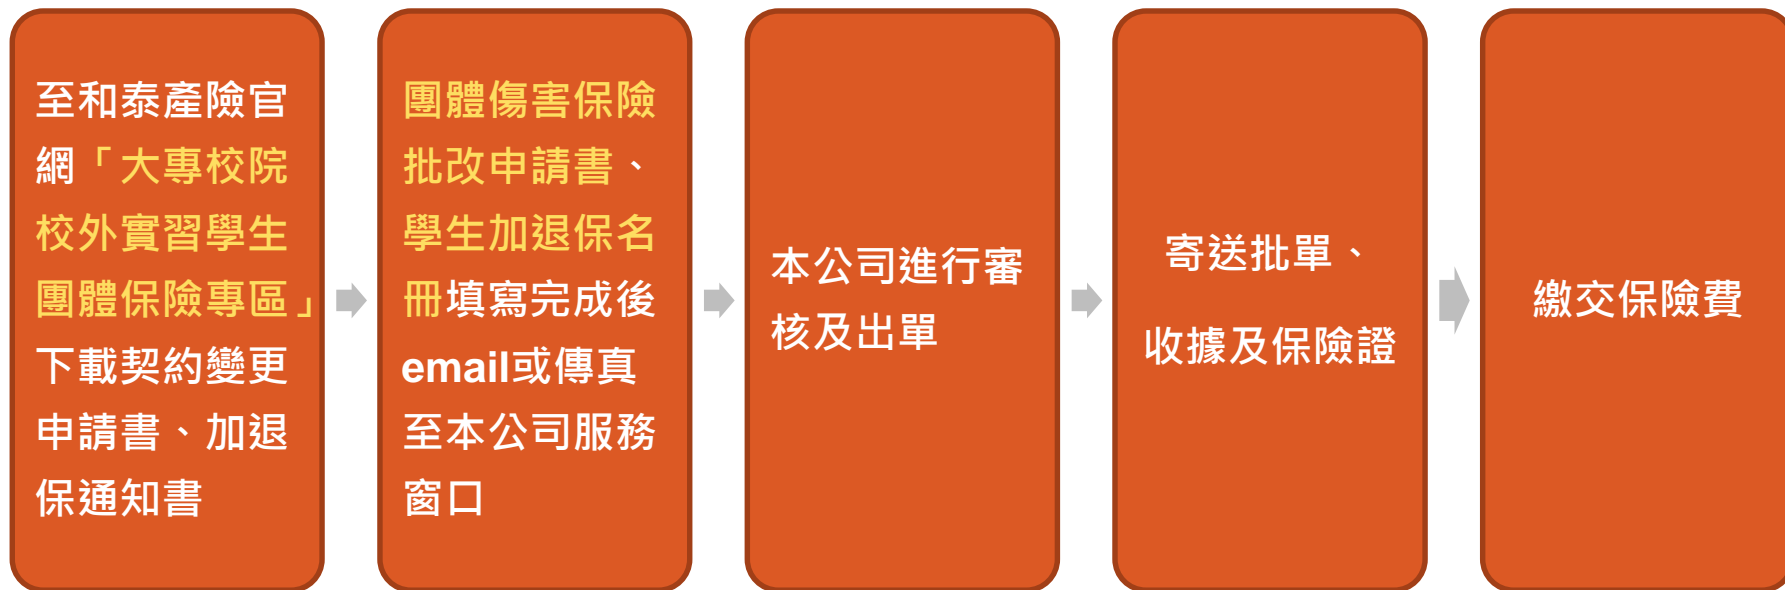 至和泰產險官
網「大專校院
校外實習學生
團體保險專區」
下載契約變更
申請書、加退
保通知書
團體傷害保險
批改申請書、
學生加退保名
冊填寫完成後
email或傳真
至本公司服務
窗口
本公司進行審
核及出單
寄送批單、
收據及保險證
繳交保險費